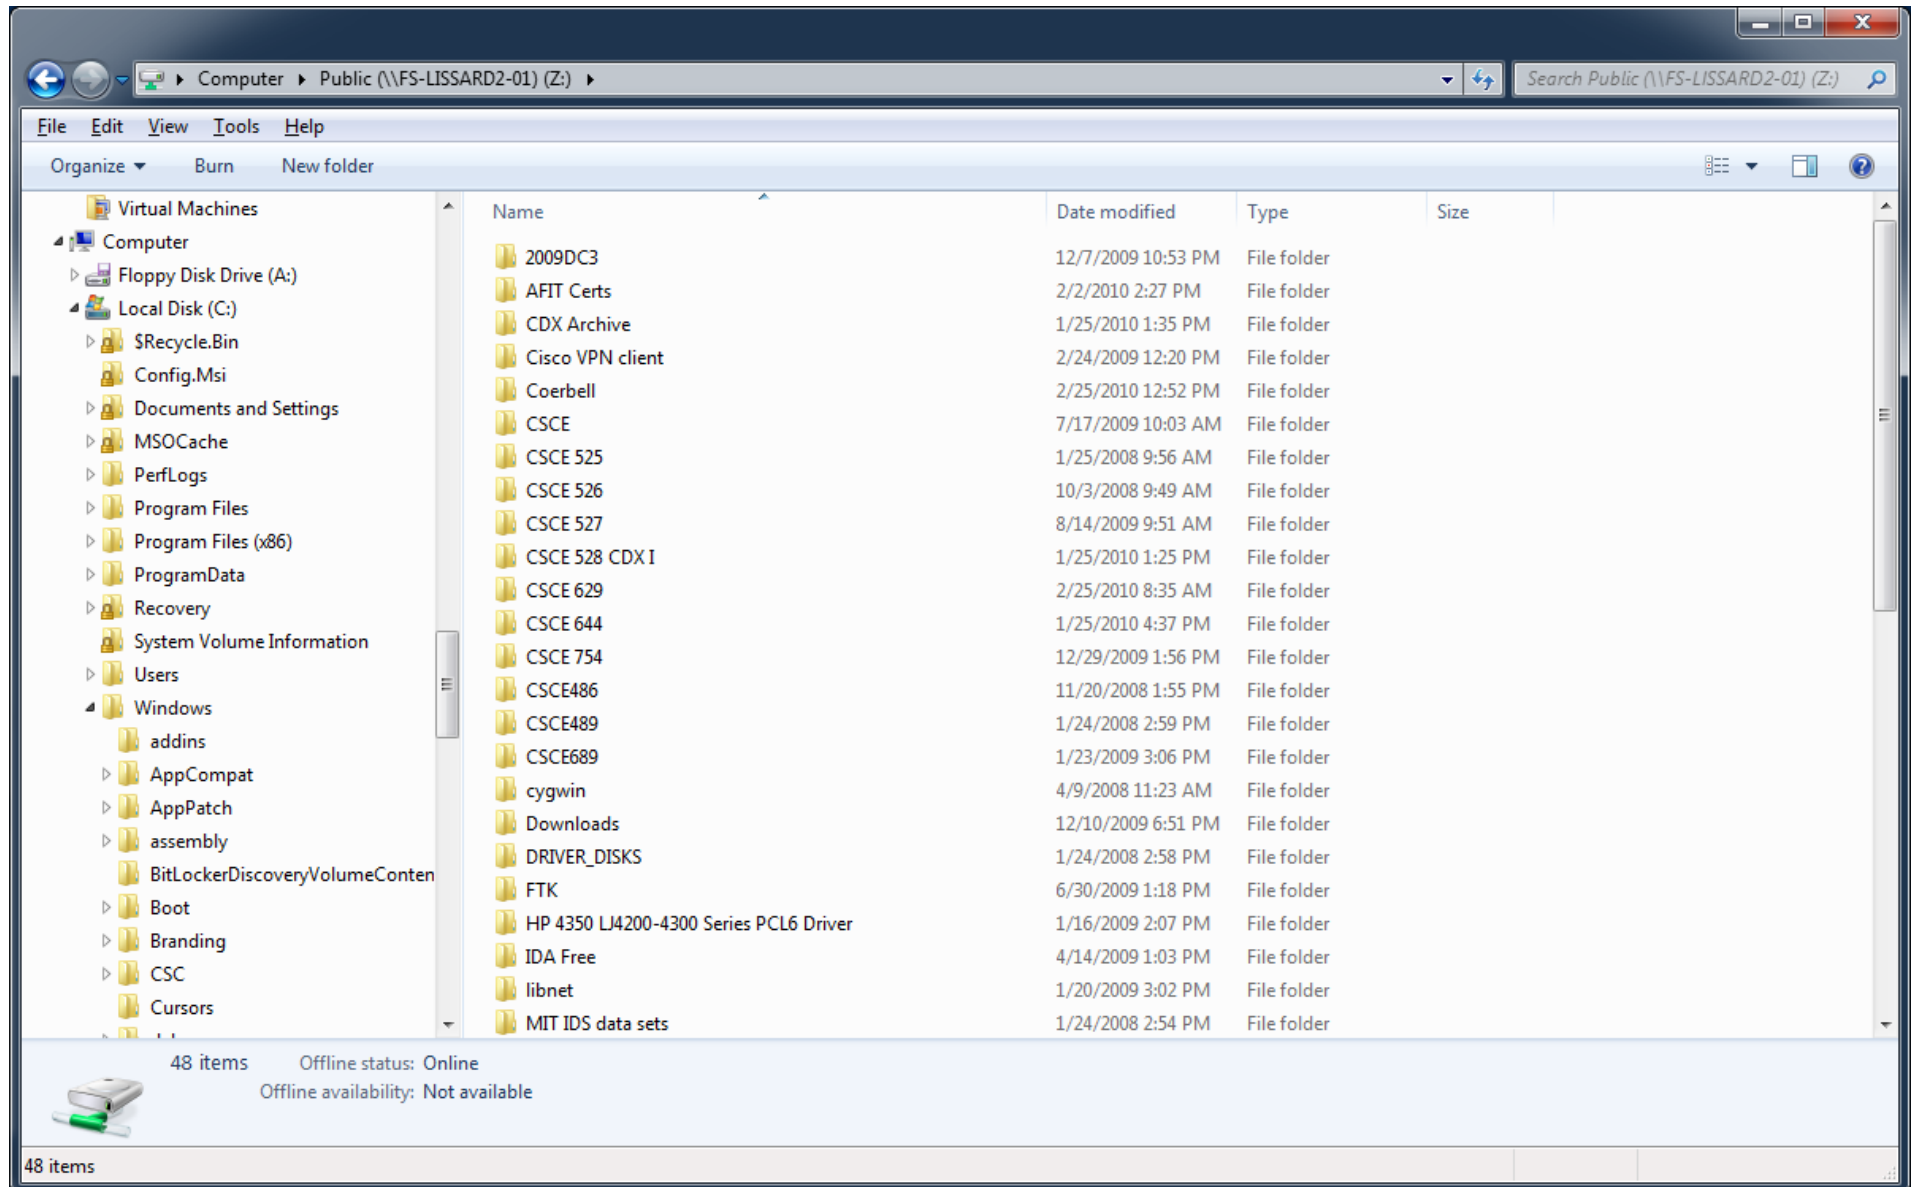 Computer ▸ Public (\\FS-LISSARD2-01) (Z:) ▸
Search Public (\\FS-LISSARD2-01) (Z:)
File Edit View Tools Help
Organize Burn New folder
Virtual Machines
Computer
Floppy Disk Drive (A:)
Local Disk (C:)
$Recycle.Bin
Config.Msi
Documents and Settings
MSOCache
PerfLogs
Program Files
Program Files (x86)
ProgramData
Recovery
System Volume Information
Users
Windows
addins
AppCompat
AppPatch
assembly
BitLockerDiscoveryVolumeConten
Boot
Branding
CSC
Cursors
Name Date modified Type Size
2009DC3 12/7/2009 10:53 PM File folder
AFIT Certs 2/2/2010 2:27 PM File folder
CDX Archive 1/25/2010 1:35 PM File folder
Cisco VPN client 2/24/2009 12:20 PM File folder
Coerbell 2/25/2010 12:52 PM File folder
CSCE 7/17/2009 10:03 AM File folder
CSCE 525 1/25/2008 9:56 AM File folder
CSCE 526 10/3/2008 9:49 AM File folder
CSCE 527 8/14/2009 9:51 AM File folder
CSCE 528 CDX I 1/25/2010 1:25 PM File folder
CSCE 629 2/25/2010 8:35 AM File folder
CSCE 644 1/25/2010 4:37 PM File folder
CSCE 754 12/29/2009 1:56 PM File folder
CSCE486 11/20/2008 1:55 PM File folder
CSCE489 1/24/2008 2:59 PM File folder
CSCE689 1/23/2009 3:06 PM File folder
cygwin 4/9/2008 11:23 AM File folder
Downloads 12/10/2009 6:51 PM File folder
DRIVER_DISKS 1/24/2008 2:58 PM File folder
FTK 6/30/2009 1:18 PM File folder
HP 4350 LJ4200-4300 Series PCL6 Driver 1/16/2009 2:07 PM File folder
IDA Free 4/14/2009 1:03 PM File folder
libnet 1/20/2009 3:02 PM File folder
MIT IDS data sets 1/24/2008 2:54 PM File folder
48 items Offline status: Online
Offline availability: Not available
48 items